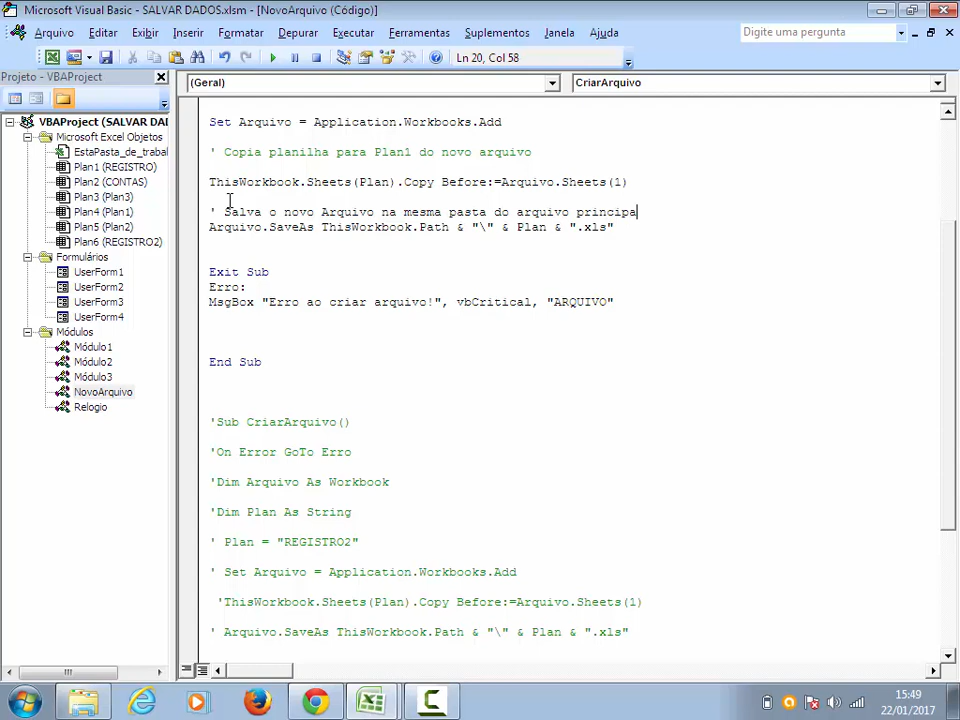 Microsoft Visual Basic - SALVAR DADOS.xlsm - [NovoArquivo (Código)]
Arquivo Editar Exibir Inserir Formatar Depurar Executar Ferramentas Suplementos Janela Ajuda
Digite uma pergunta
Ln 20, Col 58
Projeto - VBAProject
(Geral)
CriarArquivo
VBAProject (SALVAR DAI
Microsoft Excel Objetos
EstaPasta_de_trabal
Plan1 (REGISTRO)
Plan2 (CONTAS)
Plan3 (Plan3)
Plan4 (Plan1)
Plan5 (Plan2)
Plan6 (REGISTRO2)
Formulários
UserForm1
UserForm2
UserForm3
UserForm4
Módulos
Módulo1
Módulo2
Módulo3
NovoArquivo
Relogio
Set Arquivo = Application.Workbooks.Add
' Copia planilha para Plan1 do novo arquivo
ThisWorkbook.Sheets(Plan).Copy Before:=Arquivo.Sheets(1)
' Salva o novo Arquivo na mesma pasta do arquivo principa
Arquivo.SaveAs ThisWorkbook.Path & "\" & Plan & ".xls"
Exit Sub
Erro:
MsgBox "Erro ao criar arquivo!", vbCritical, "ARQUIVO"
End Sub
'Sub CriarArquivo()
'On Error GoTo Erro
'Dim Arquivo As Workbook
'Dim Plan As String
' Plan = "REGISTRO2"
' Set Arquivo = Application.Workbooks.Add
'ThisWorkbook.Sheets(Plan).Copy Before:=Arquivo.Sheets(1)
' Arquivo.SaveAs ThisWorkbook.Path & "\" & Plan & ".xls"
15:49
22/01/2017